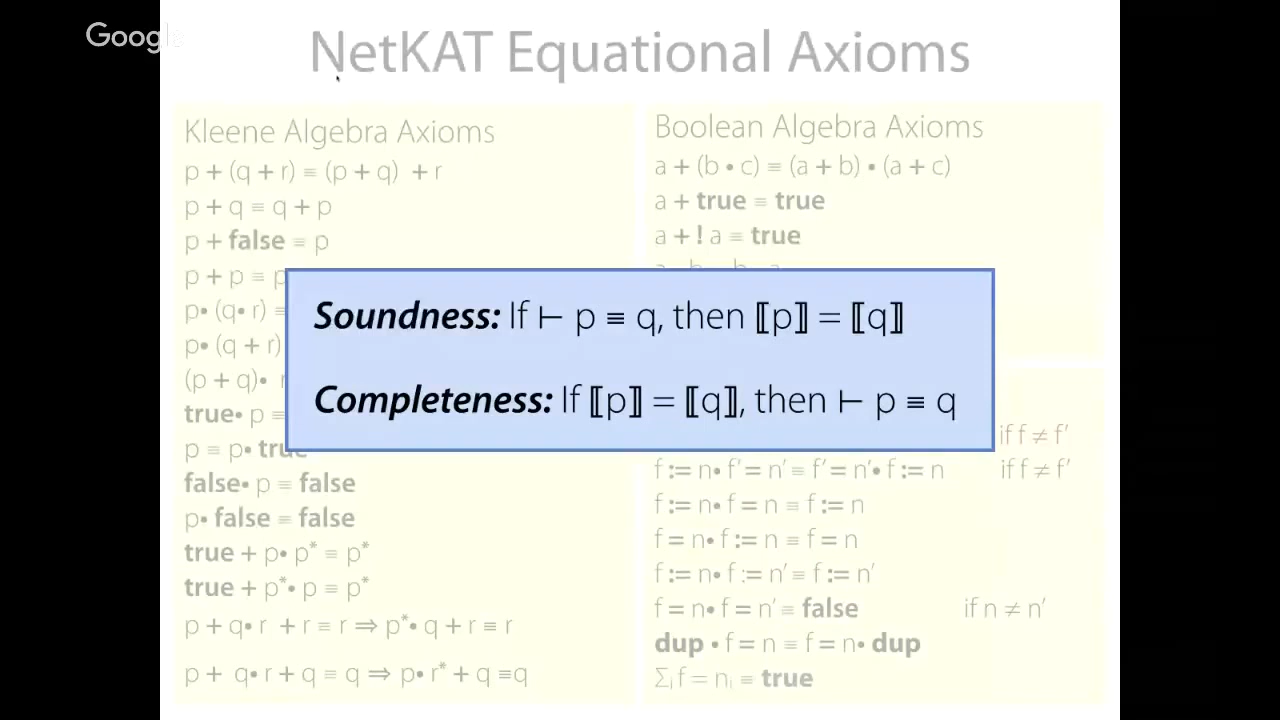 Google
NetKAT Equational Axioms
Kleene Algebra Axioms
p + (q + r) ≡ (p + q) + r
p + q ≡ q + p
p + false ≡ p
p + p ≡ p
p• (q• r) ≡
p• (q + r)
(p + q)• r
true• p ≡
p ≡ p• true
false• p ≡ false
p• false ≡ false
true + p• p* ≡ p*
true + p*• p ≡ p*
p + q• r + r ≡ r ⇒ p*• q + r ≡ r
p + q• r + q ≡ q ⇒ p• r* + q ≡q
Boolean Algebra Axioms
a + (b • c) ≡ (a + b) • (a + c)
a + true ≡ true
a + ! a ≡ true
Soundness: If ⊢ p ≡ q, then ⟦p⟧ = ⟦q⟧
Completeness: If ⟦p⟧ = ⟦q⟧, then ⊢ p ≡ q
if f ≠ f′
f := n• f′ = n′ ≡ f′ = n′• f := n if f ≠ f′
f := n• f = n ≡ f := n
f = n• f := n ≡ f = n
f := n• f := n′ ≡ f := n′
f = n• f = n′ ≡ false if n ≠ n′
dup • f = n ≡ f = n• dup
Σᵢ f = nᵢ ≡ true